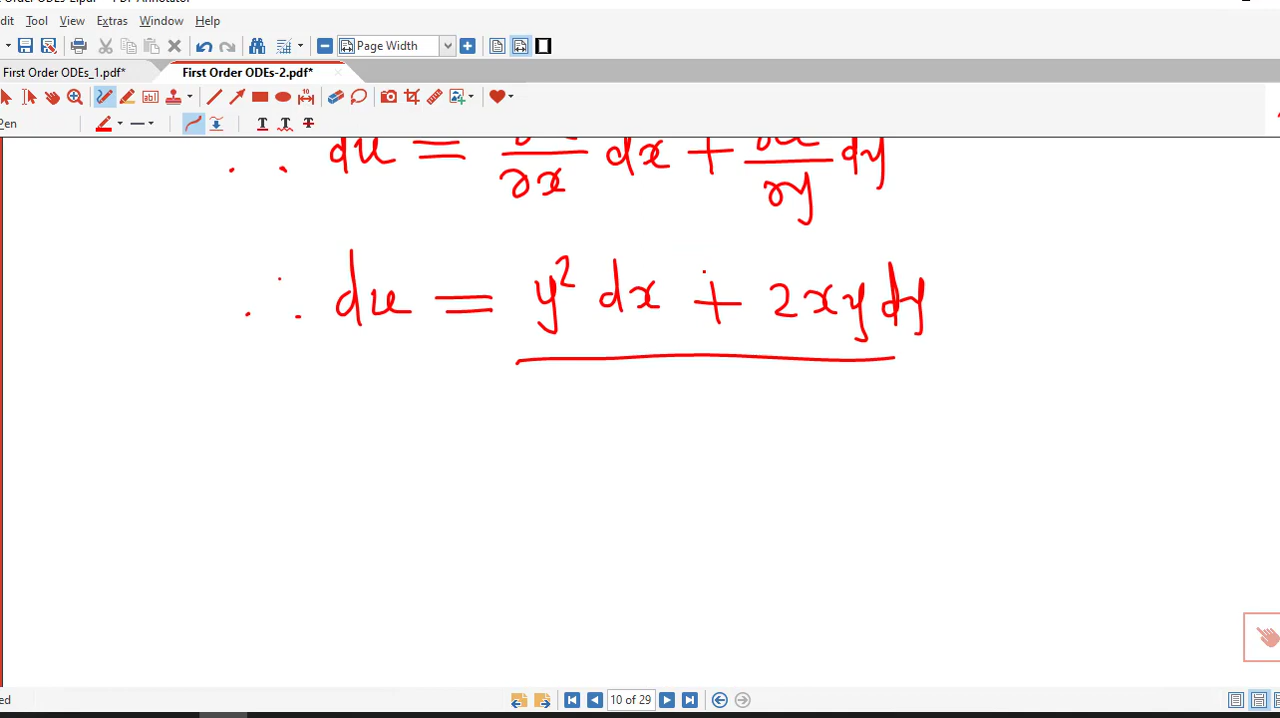 dit Tool View Extras Window Help
Page Width
First Order ODEs_1.pdf* First Order ODEs-2.pdf*
Pen
∴ du = ∂u/∂x dx + ∂u/∂y dy
∴ du = y² dx + 2xy dy
10 of 29